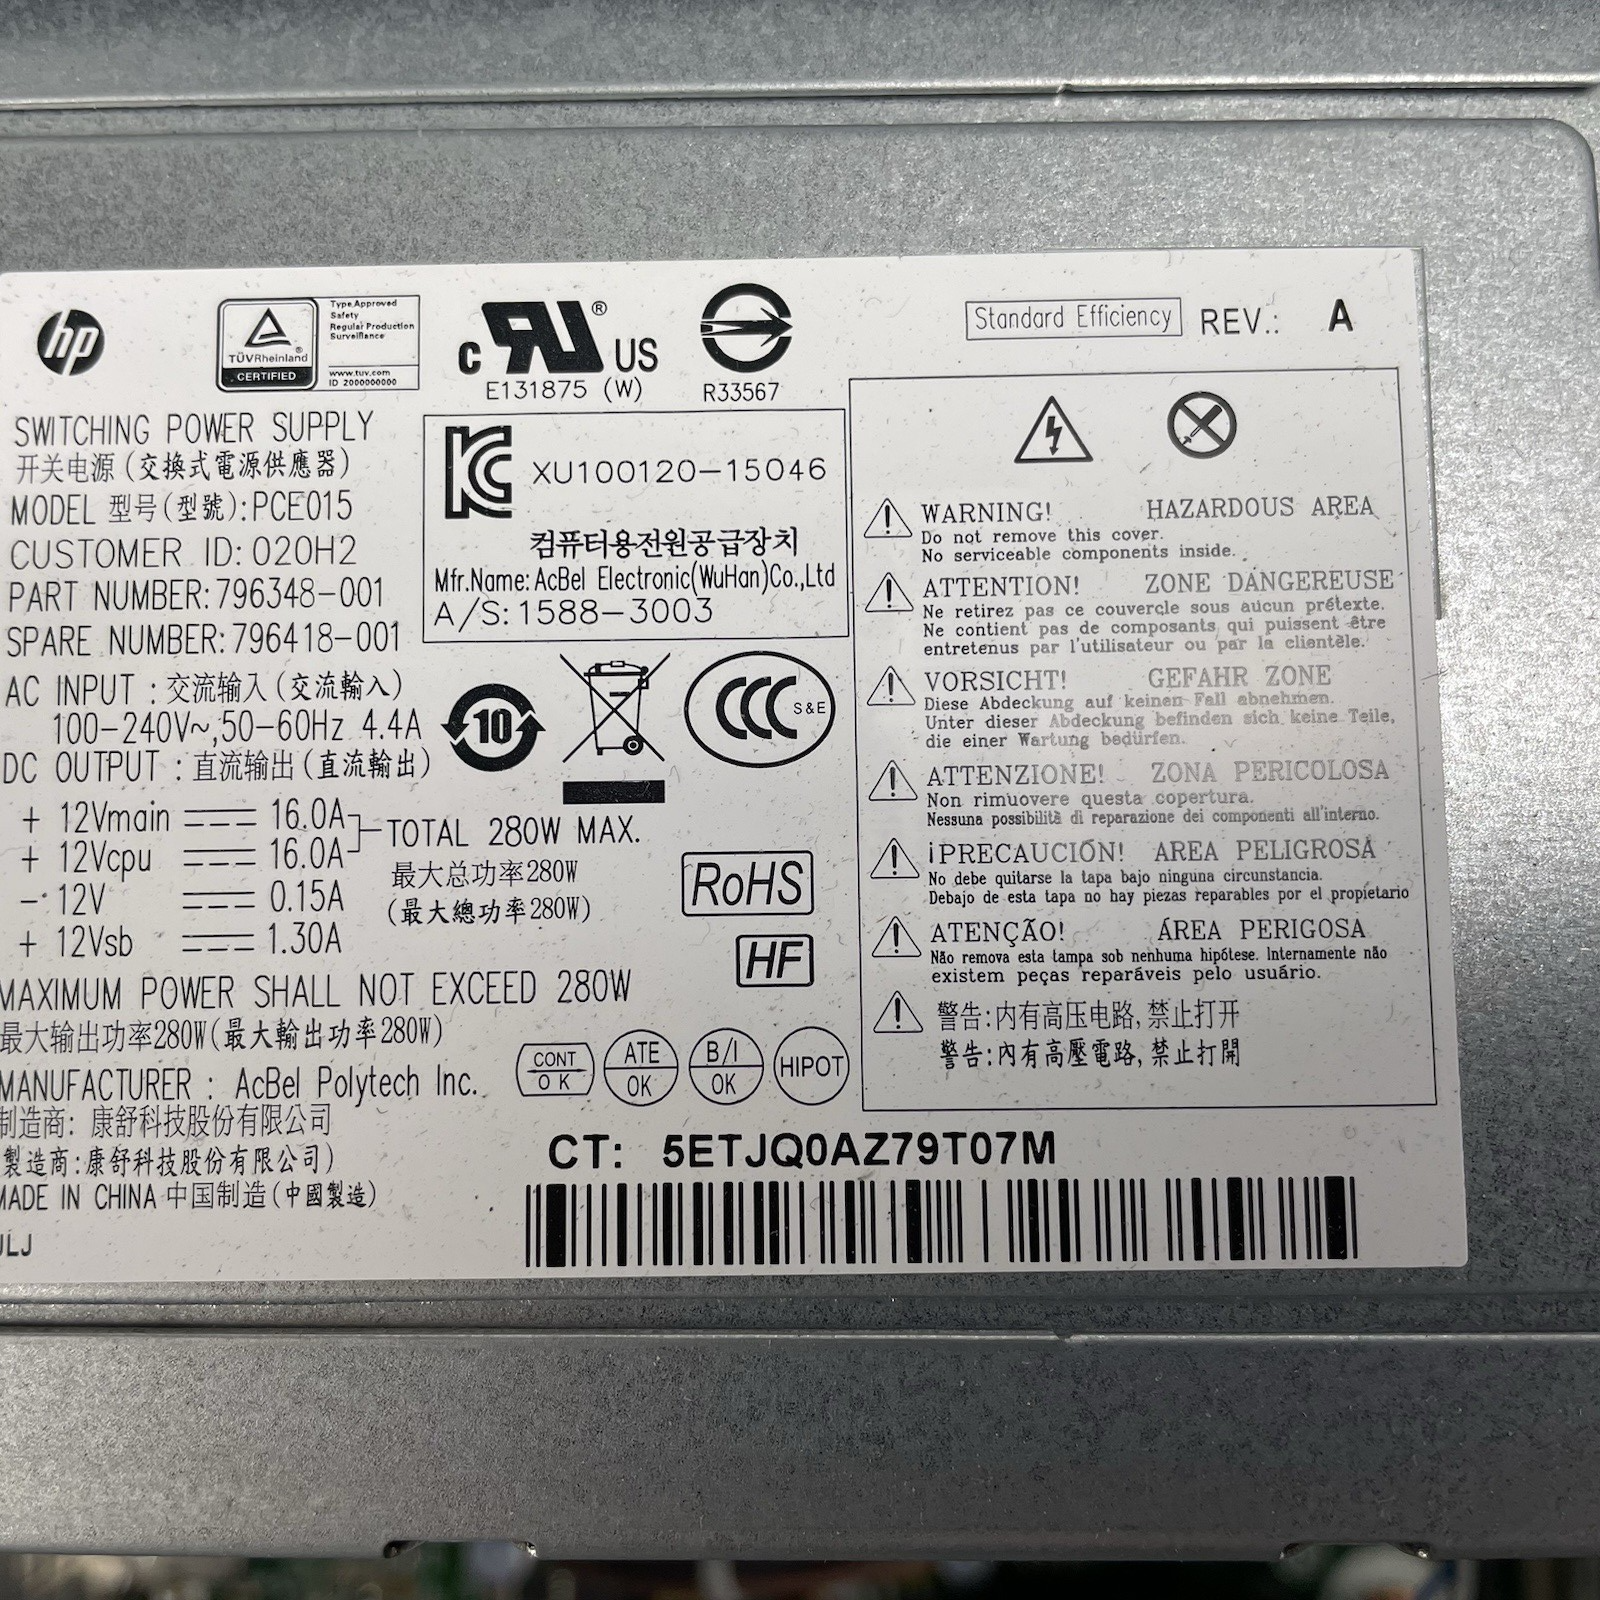 hp
TÜVRheinland®
CERTIFIED
Type Approved
Safety
Regular Production
Surveillance
www.tuv.com
ID 2000000000
c RU® US
E131875 (W)
R33567
Standard Efficiency REV.: A
SWITCHING POWER SUPPLY
开关电源(交换式電源供應器)
MODEL 型号(型號):PCE015
CUSTOMER ID:020H2
PART NUMBER:796348-001
SPARE NUMBER:796418-001
AC INPUT : 交流输入(交流輸入)
100-240V~,50-60Hz 4.4A
DC OUTPUT : 直流输出(直流輸出)
+ 12Vmain 16.0A
+ 12Vcpu 16.0A
TOTAL 280W MAX.
最大总功率280W
(最大總功率280W)
- 12V 0.15A
+ 12Vsb 1.30A
MAXIMUM POWER SHALL NOT EXCEED 280W
最大输出功率280W(最大輸出功率280W)
MANUFACTURER : AcBel Polytech Inc.
制造商: 康舒科技股份有限公司
製造商:康舒科技股份有限公司)
MADE IN CHINA 中国制造(中國製造)
JLJ
KC XU100120-15046
컴퓨터용전원공급장치
Mfr.Name:AcBel Electronic(WuHan)Co.,Ltd
A/S:1588-3003
10
CCC S&E
RoHS
HF
CONT OK
ATE OK
B/I OK
HIPOT
WARNING! HAZARDOUS AREA
Do not remove this cover.
No serviceable components inside.
ATTENTION! ZONE DANGEREUSE
Ne retirez pas ce couvercle sous aucun prétexte.
Ne contient pas de composants qui puissent être
entretenus par l'utilisateur ou par la clientèle.
VORSICHT! GEFAHR ZONE
Diese Abdeckung auf keinen Fall abnehmen.
Unter dieser Abdeckung befinden sich keine Teile,
die einer Wartung bedürfen.
ATTENZIONE! ZONA PERICOLOSA
Non rimuovere questa copertura.
Nessuna possibilità di reparazione dei componenti all'interno.
¡PRECAUCIÓN! AREA PELIGROSA
No debe quitarse la tapa bajo ninguna circunstancia.
Debajo de esta tapa no hay piezas reparables por el propietario
ATENÇÃO! ÁREA PERIGOSA
Não remova esta tampa sob nenhuma hipótese. Internamente não
existem peças reparáveis pelo usuário.
警告:内有高压电路,禁止打开
警告:內有高壓電路,禁止打開
CT: 5ETJQ0AZ79T07M